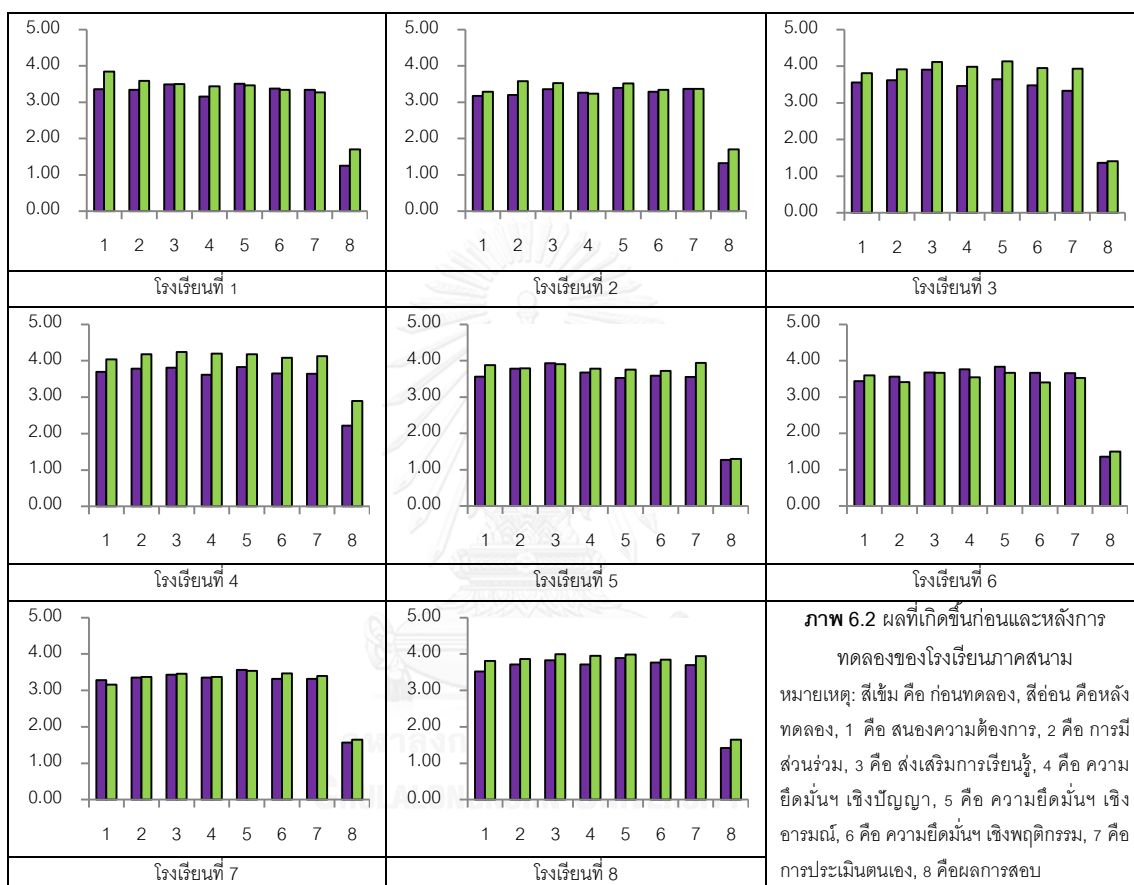 5.00
4.00
3.00
2.00
1.00
0.00
1 2 3 4 5 6 7 8
โรงเรียนที่ 1
5.00
4.00
3.00
2.00
1.00
0.00
1 2 3 4 5 6 7 8
โรงเรียนที่ 2
5.00
4.00
3.00
2.00
1.00
0.00
1 2 3 4 5 6 7 8
โรงเรียนที่ 3
5.00
4.00
3.00
2.00
1.00
0.00
1 2 3 4 5 6 7 8
โรงเรียนที่ 4
5.00
4.00
3.00
2.00
1.00
0.00
1 2 3 4 5 6 7 8
โรงเรียนที่ 5
5.00
4.00
3.00
2.00
1.00
0.00
1 2 3 4 5 6 7 8
โรงเรียนที่ 6
5.00
4.00
3.00
2.00
1.00
0.00
1 2 3 4 5 6 7 8
โรงเรียนที่ 7
5.00
4.00
3.00
2.00
1.00
0.00
1 2 3 4 5 6 7 8
โรงเรียนที่ 8
ภาพ 6.2 ผลที่เกิดขึ้นก่อนและหลังการ
ทดลองของโรงเรียนภาคสนาม
หมายเหตุ: สีเข้ม คือ ก่อนทดลอง, สีอ่อน คือหลัง
ทดลอง, 1 คือ สนองความต้องการ, 2 คือ การมี
ส่วนร่วม, 3 คือ ส่งเสริมการเรียนรู้, 4 คือ ความ
ยึดมั่นฯ เชิงปัญญา, 5 คือ ความยึดมั่นฯ เชิง
อารมณ์, 6 คือ ความยึดมั่นฯ เชิงพฤติกรรม, 7 คือ
การประเมินตนเอง, 8 คือผลการสอบ